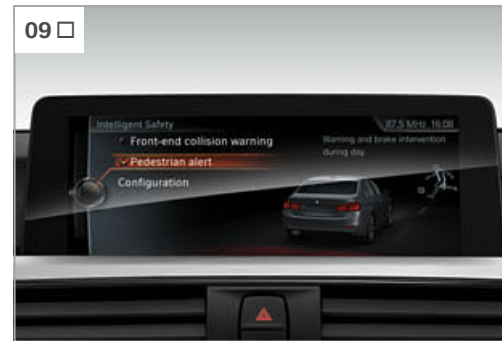 09
Intelligent Safety
87.5 MHz 16:08
Front-end collision warning
Warning and brake intervention
during day.
Pedestrian alert
Configuration